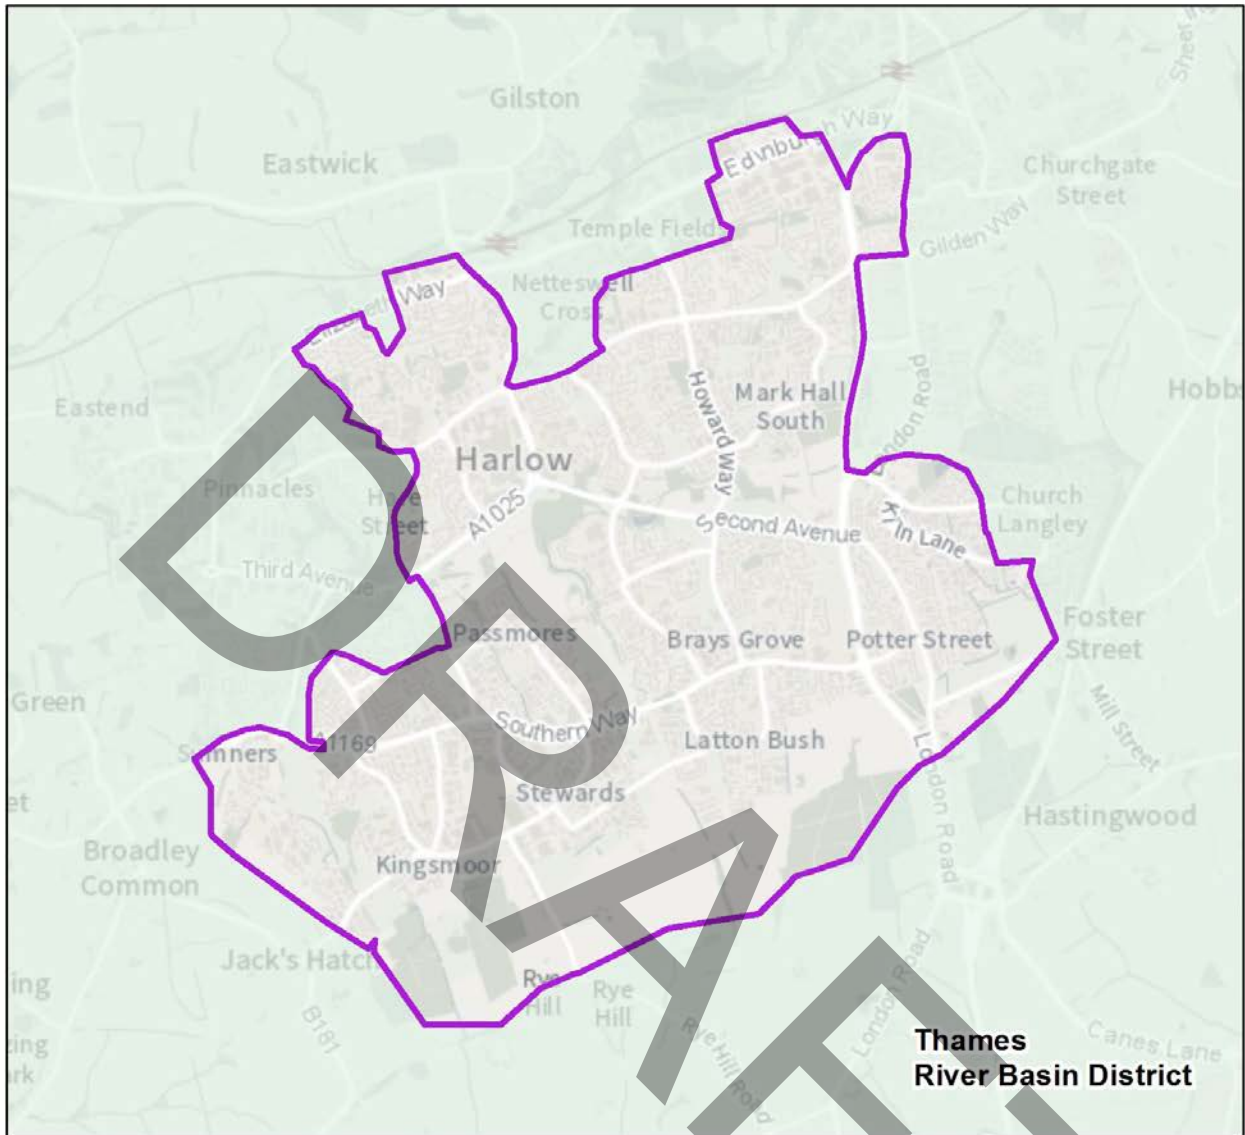 Gilston
Eastwick
Edinburgh Way
Churchgate
Street
Temple Field
Gilden Way
Netteswell
Cross
Elizabeth Way
Eastend
Howard Way
Mark Hall
South
London Road
Hobbs
Harlow
Pinnacles
Hare
Street
A1025
Second Avenue
Church
Langley
Kiln Lane
Third Avenue
Passmores
Brays Grove
Potter Street
Foster
Street
Green
Mill Street
Sumners
A1169
Southern Way
Latton Bush
London Road
Stewards
Hastingwood
Broadley
Common
Kingsmoor
Jack's Hatch
Rye
Hill
Rye
Hill
B181
Rye Hill Road
London Road
Canes Lane
Thames
River Basin District
DRAF